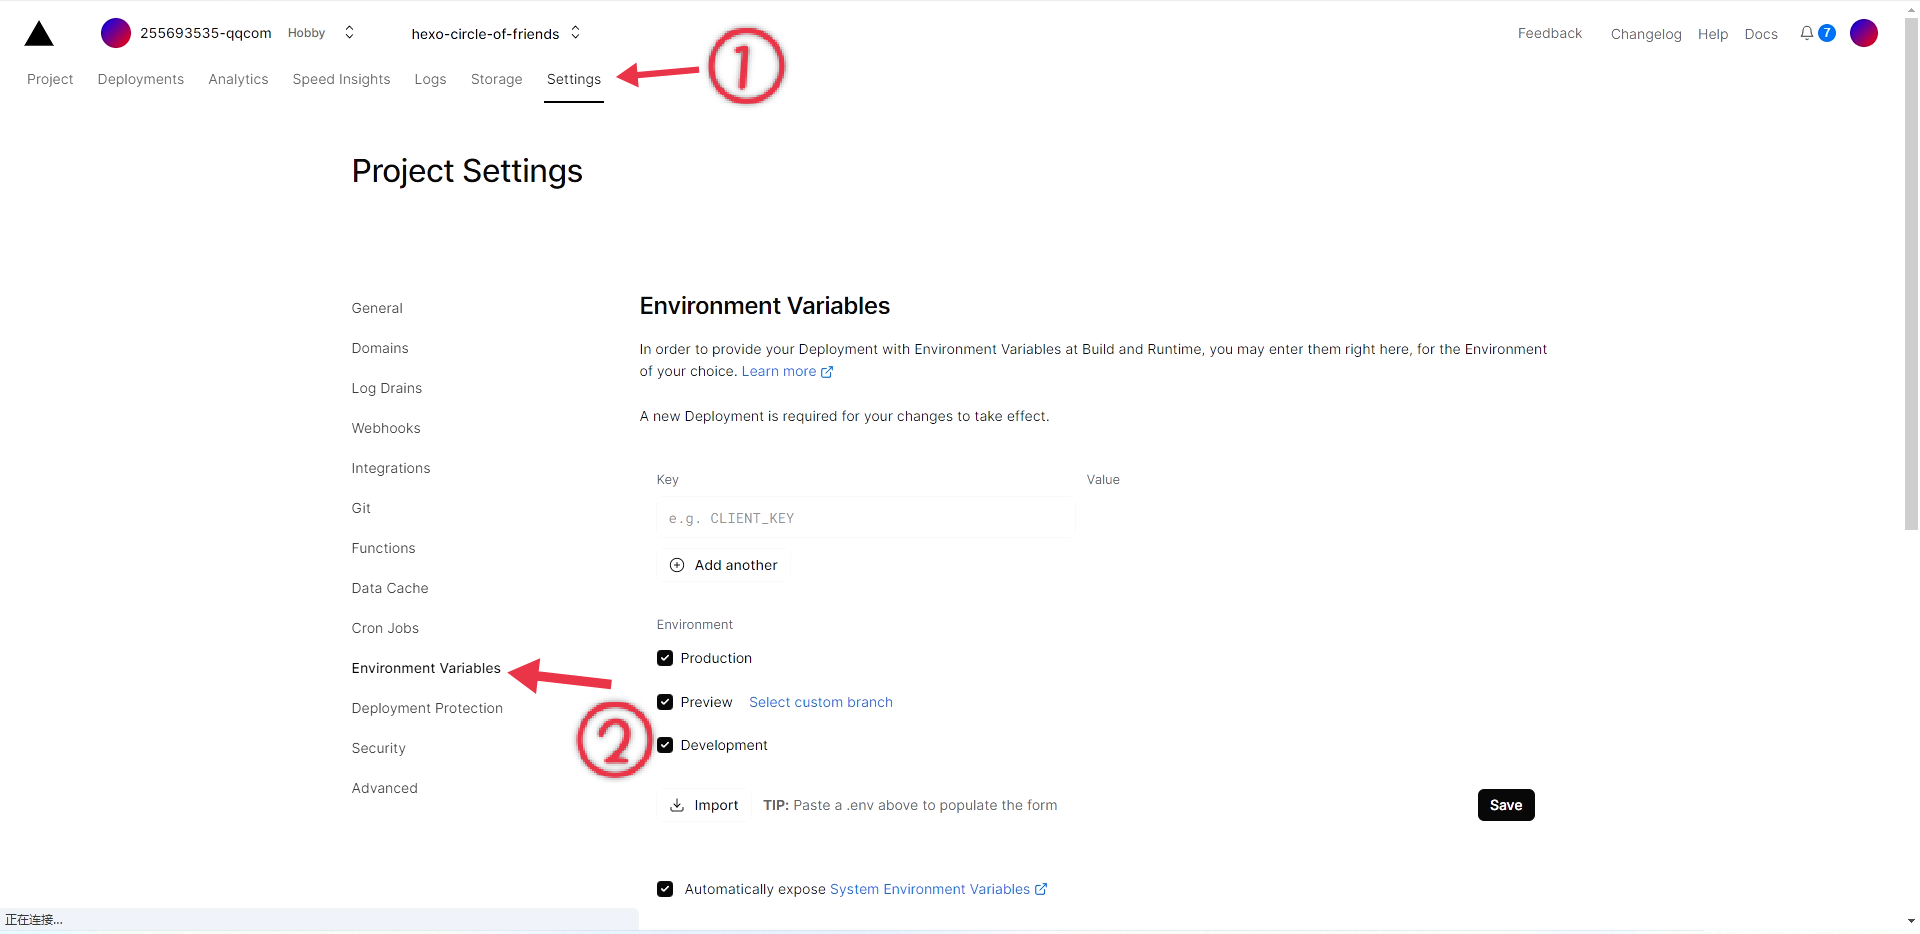 255693535-qqcom Hobby hexo-circle-of-friends Feedback Changelog Help Docs 7
Project Deployments Analytics Speed Insights Logs Storage Settings ①
Project Settings
General
Domains
Log Drains
Webhooks
Integrations
Git
Functions
Data Cache
Cron Jobs
Environment Variables
Deployment Protection
Security
Advanced
②
Environment Variables
In order to provide your Deployment with Environment Variables at Build and Runtime, you may enter them right here, for the Environment
of your choice. Learn more
A new Deployment is required for your changes to take effect.
Key Value
e.g. CLIENT_KEY
Add another
Environment
Production
Preview Select custom branch
Development
Import TIP: Paste a .env above to populate the form Save
Automatically expose System Environment Variables
正在连接...